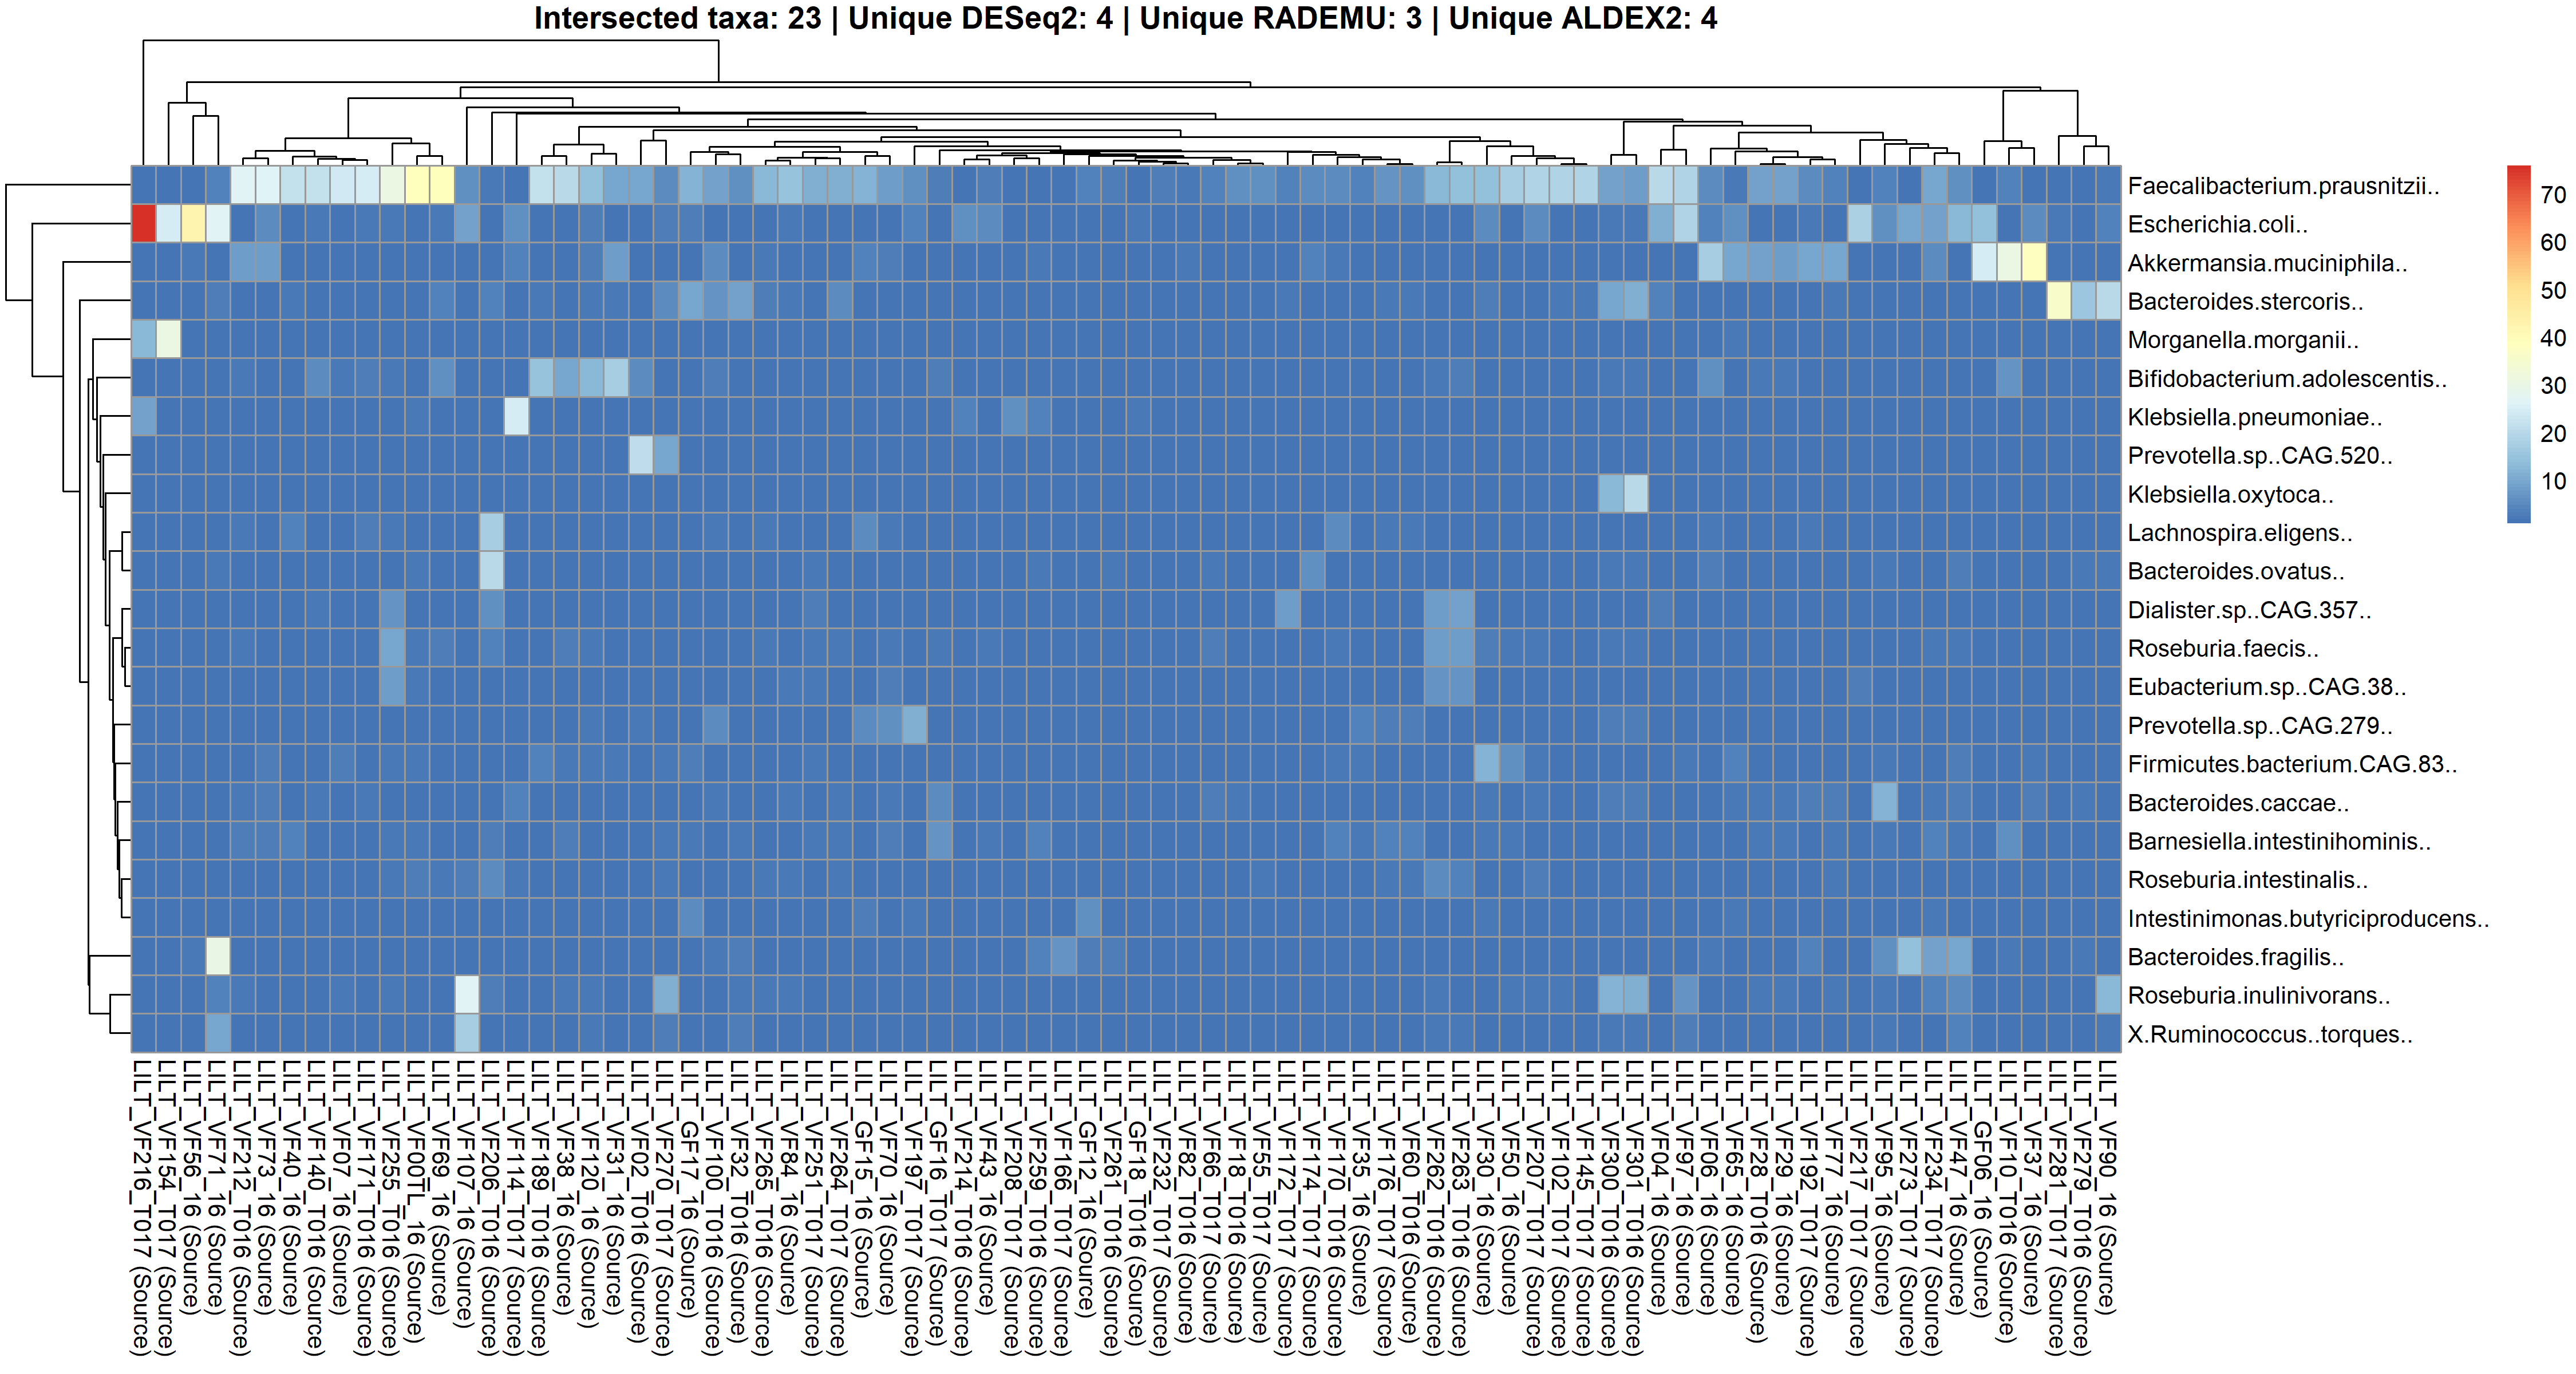 Intersected taxa: 23 | Unique DESeq2: 4 | Unique RADEMU: 3 | Unique ALDEX2: 4
Faecalibacterium.prausnitzii..
Escherichia.coli..
Akkermansia.muciniphila..
Bacteroides.stercoris..
Morganella.morganii..
Bifidobacterium.adolescentis..
Klebsiella.pneumoniae..
Prevotella.sp..CAG.520..
Klebsiella.oxytoca..
Lachnospira.eligens..
Bacteroides.ovatus..
Dialister.sp..CAG.357..
Roseburia.faecis..
Eubacterium.sp..CAG.38..
Prevotella.sp..CAG.279..
Firmicutes.bacterium.CAG.83..
Bacteroides.caccae..
Barnesiella.intestinihominis..
Roseburia.intestinalis..
Intestinimonas.butyriciproducens..
Bacteroides.fragilis..
Roseburia.inulinivorans..
X.Ruminococcus..torques..
70
60
50
40
30
20
10
LILT_VF216_T017 (Source)
LILT_VF154_T017 (Source)
LILT_VF56_16 (Source)
LILT_VF71_16 (Source)
LILT_VF212_T016 (Source)
LILT_VF73_16 (Source)
LILT_VF40_16 (Source)
LILT_VF140_T016 (Source)
LILT_VF07_16 (Source)
LILT_VF171_T016 (Source)
LILT_VF255_T016 (Source)
LILT_VF00TL_16 (Source)
LILT_VF69_16 (Source)
LILT_VF107_16 (Source)
LILT_VF206_T016 (Source)
LILT_VF114_T017 (Source)
LILT_VF189_T016 (Source)
LILT_VF38_16 (Source)
LILT_VF120_16 (Source)
LILT_VF31_16 (Source)
LILT_VF02_T016 (Source)
LILT_VF270_T017 (Source)
LILT_GF17_16 (Source)
LILT_VF100_T016 (Source)
LILT_VF32_T016 (Source)
LILT_VF265_T016 (Source)
LILT_VF84_16 (Source)
LILT_VF251_T017 (Source)
LILT_VF264_T016 (Source)
LILT_GF15_16 (Source)
LILT_VF70_16 (Source)
LILT_VF197_T017 (Source)
LILT_GF16_T017 (Source)
LILT_VF214_T016 (Source)
LILT_VF43_16 (Source)
LILT_VF208_T017 (Source)
LILT_VF259_T016 (Source)
LILT_VF166_T017 (Source)
LILT_GF12_16 (Source)
LILT_VF261_T016 (Source)
LILT_GF18_T016 (Source)
LILT_VF232_T017 (Source)
LILT_VF82_T016 (Source)
LILT_VF66_T017 (Source)
LILT_VF18_T016 (Source)
LILT_VF55_T017 (Source)
LILT_VF172_T017 (Source)
LILT_VF174_T017 (Source)
LILT_VF170_T016 (Source)
LILT_VF35_16 (Source)
LILT_VF176_T017 (Source)
LILT_VF60_T016 (Source)
LILT_VF262_T016 (Source)
LILT_VF263_T016 (Source)
LILT_VF30_16 (Source)
LILT_VF50_16 (Source)
LILT_VF207_T017 (Source)
LILT_VF102_T017 (Source)
LILT_VF145_T017 (Source)
LILT_VF300_T016 (Source)
LILT_VF301_T016 (Source)
LILT_VF04_16 (Source)
LILT_VF97_16 (Source)
LILT_VF06_T017 (Source)
LILT_VF65_16 (Source)
LILT_VF28_T016 (Source)
LILT_VF29_16 (Source)
LILT_VF192_T017 (Source)
LILT_VF77_16 (Source)
LILT_VF217_T017 (Source)
LILT_VF95_16 (Source)
LILT_VF273_T017 (Source)
LILT_VF234_T017 (Source)
LILT_VF47_16 (Source)
LILT_GF06_16 (Source)
LILT_VF10_T016 (Source)
LILT_VF37_16 (Source)
LILT_VF281_T017 (Source)
LILT_VF279_T016 (Source)
LILT_VF90_16 (Source)